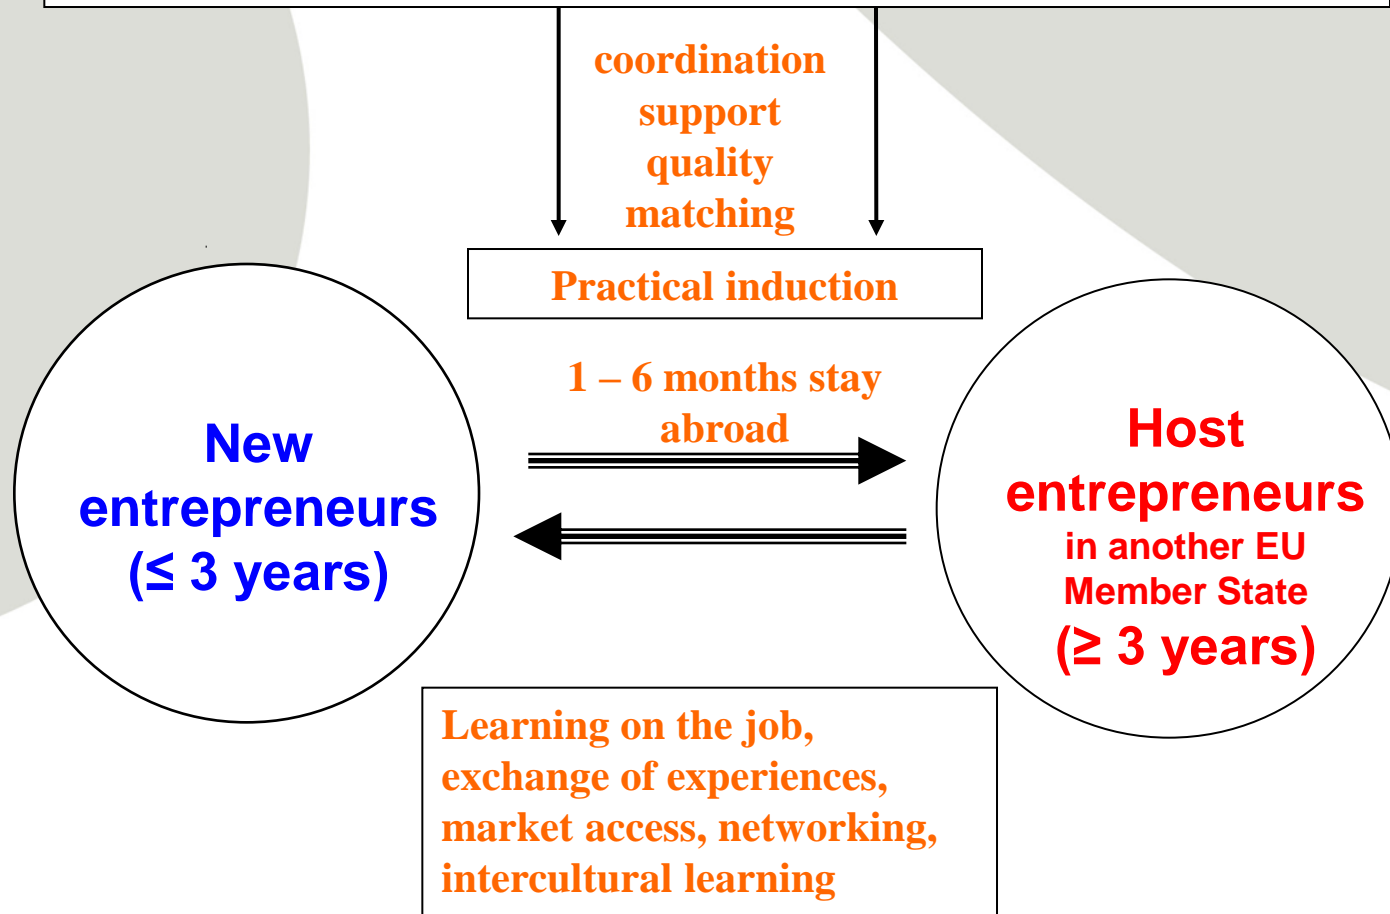 coordination
support
quality
matching
Practical induction
1 – 6 months stay
abroad
New
entrepreneurs
(≤ 3 years)
Host
entrepreneurs
in another EU
Member State
(≥ 3 years)
Learning on the job,
exchange of experiences,
market access, networking,
intercultural learning